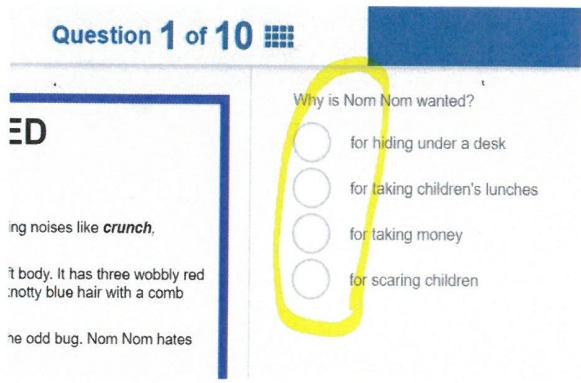 Question 1 of 10
ED
ing noises like crunch,
ft body. It has three wobbly red
knotty blue hair with a comb
he odd bug. Nom Nom hates
Why is Nom Nom wanted?
for hiding under a desk
for taking children's lunches
for taking money
for scaring children